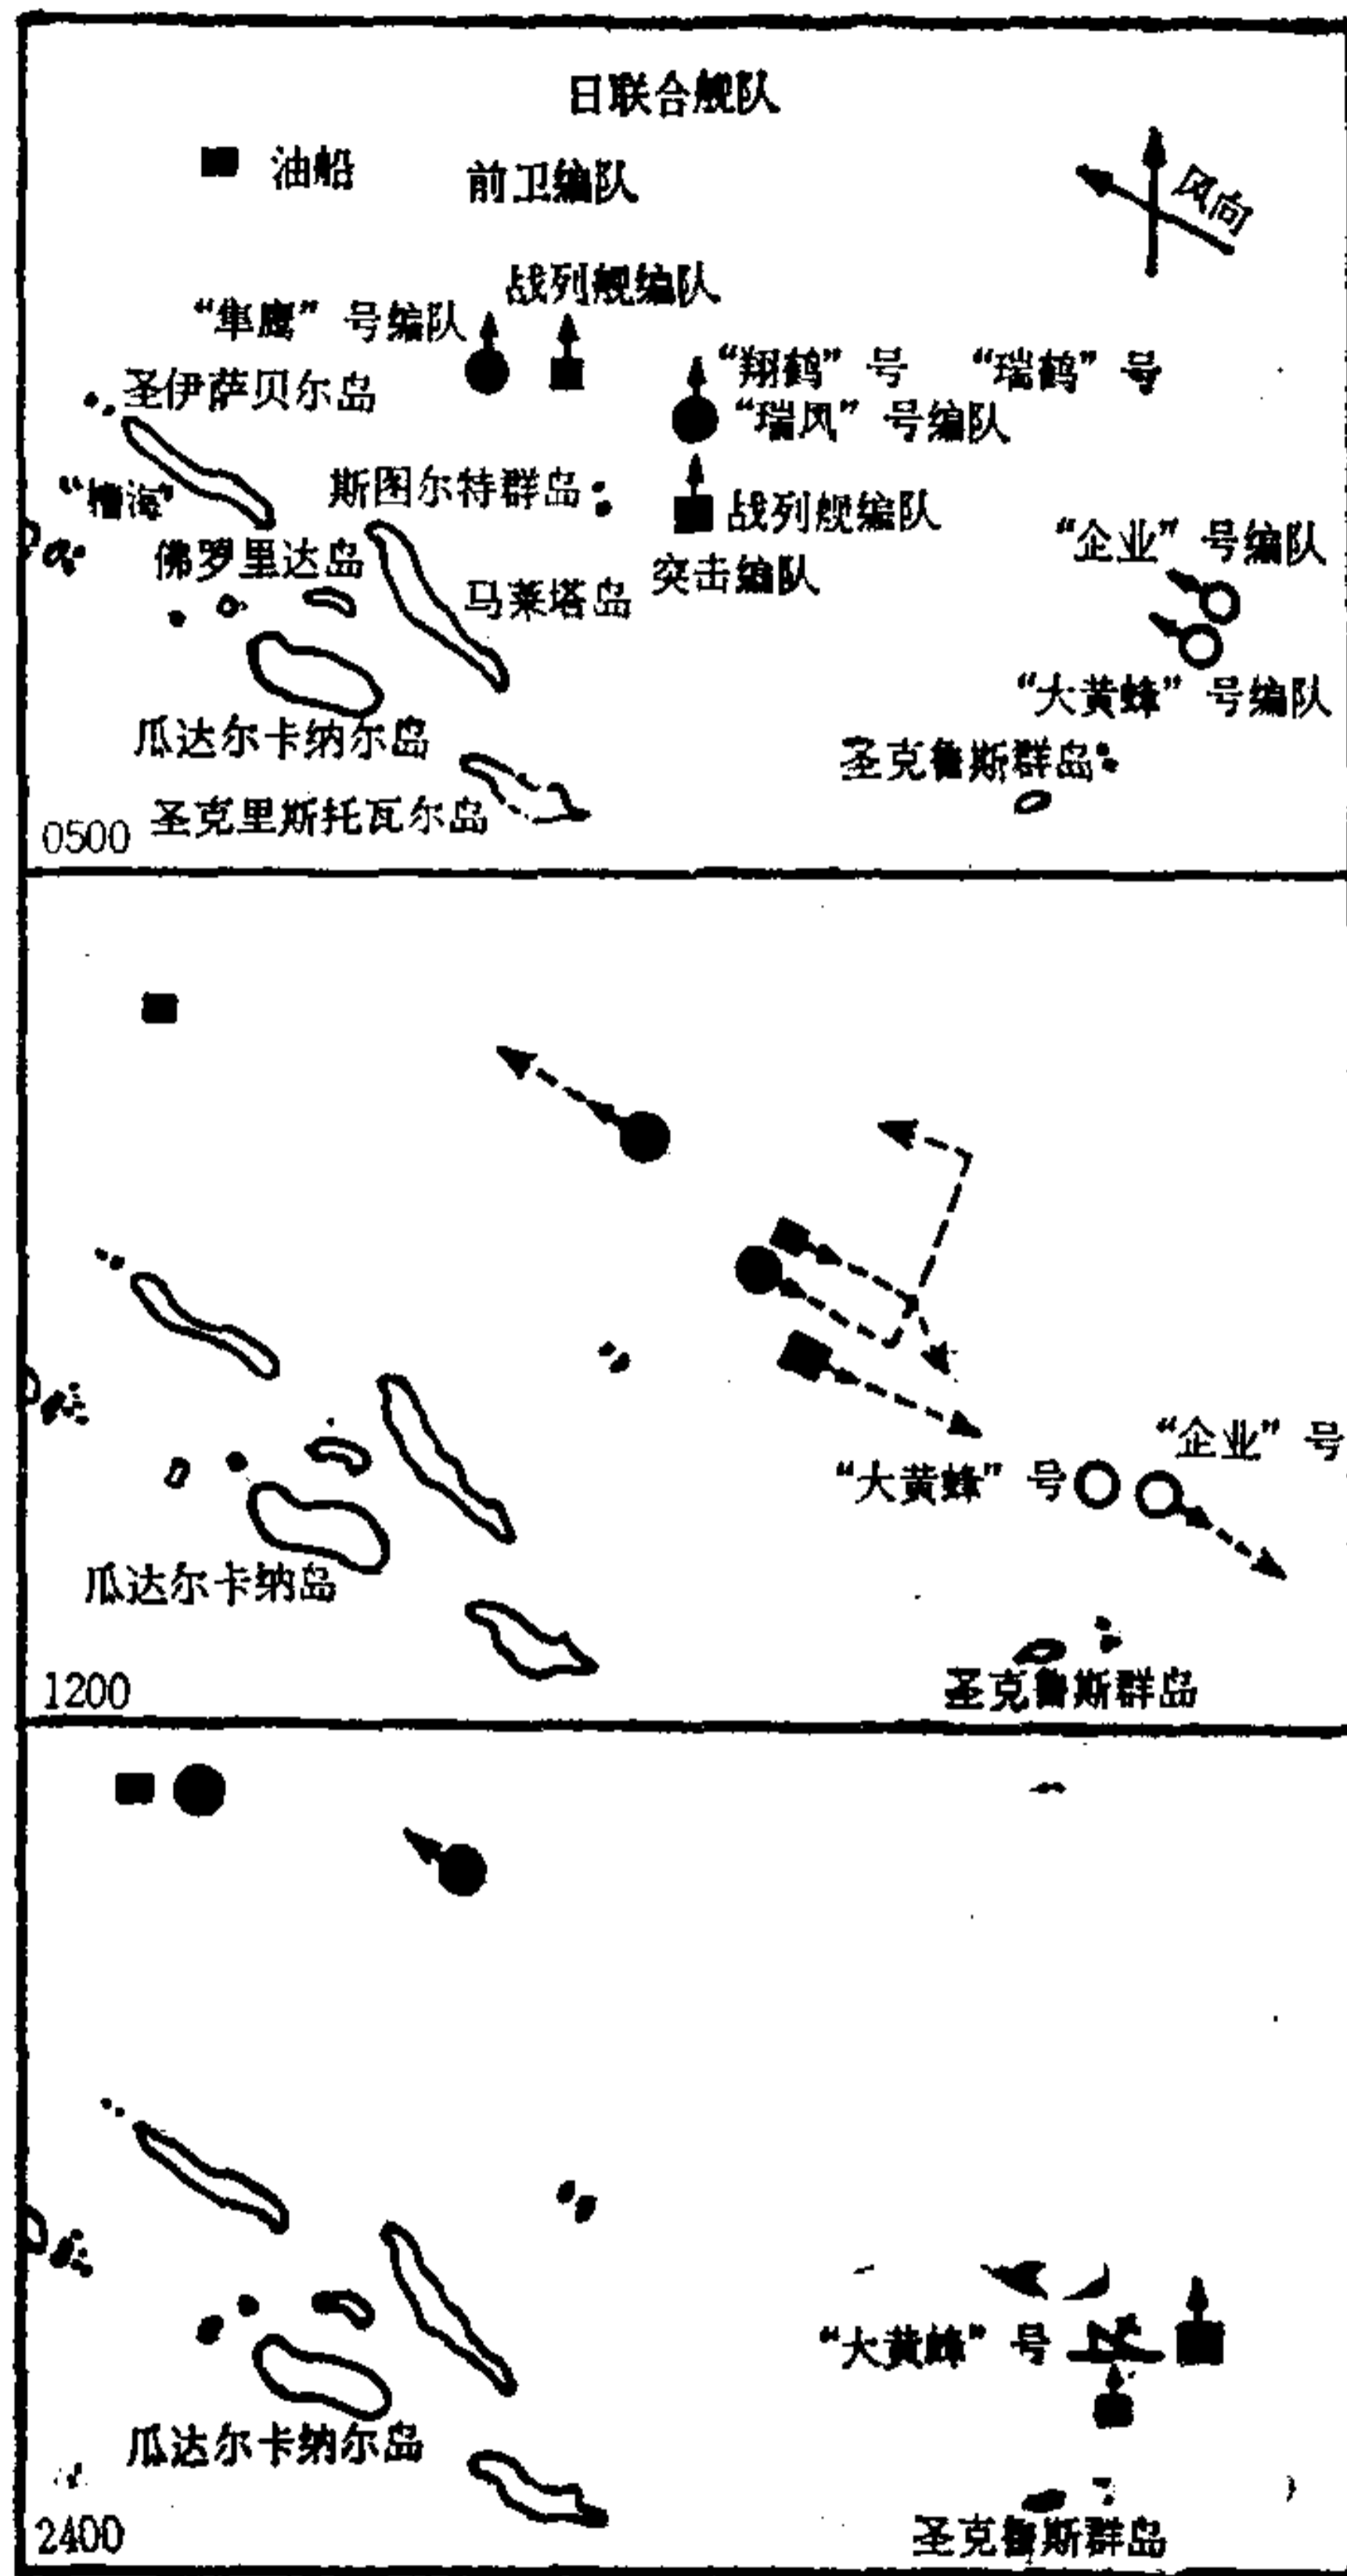 日联合舰队
油船
前卫编队
风向
战列舰编队
“隼鹰” 号编队
“翔鹤” 号 “瑞鹤” 号
圣伊萨贝尔岛
“瑞凤” 号编队
斯图尔特群岛
“槽海”
战列舰编队
“企业” 号编队
佛罗里达岛
马莱塔岛
突击编队
“大黄蜂” 号编队
瓜达尔卡纳尔岛
圣克鲁斯群岛
圣克里斯托瓦尔岛
0500
“企业” 号
“大黄蜂” 号
瓜达尔卡纳岛
1200
圣克鲁斯群岛
“大黄蜂” 号
瓜达尔卡纳尔岛
2400
圣克鲁斯群岛